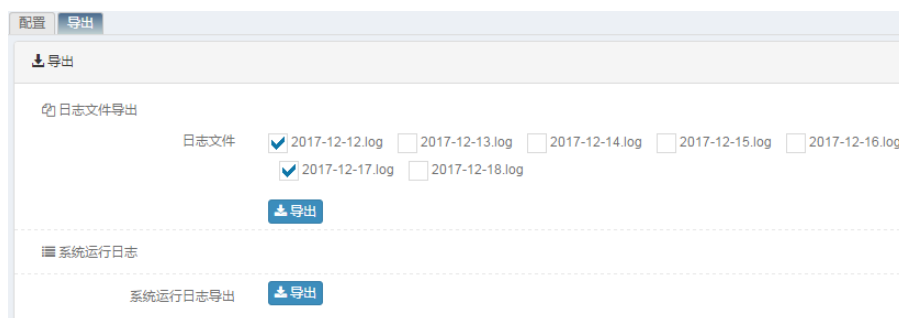 配置 导出
导出
日志文件导出
日志文件 2017-12-12.log 2017-12-13.log 2017-12-14.log 2017-12-15.log 2017-12-16.log
2017-12-17.log 2017-12-18.log
导出
系统运行日志
系统运行日志导出 导出